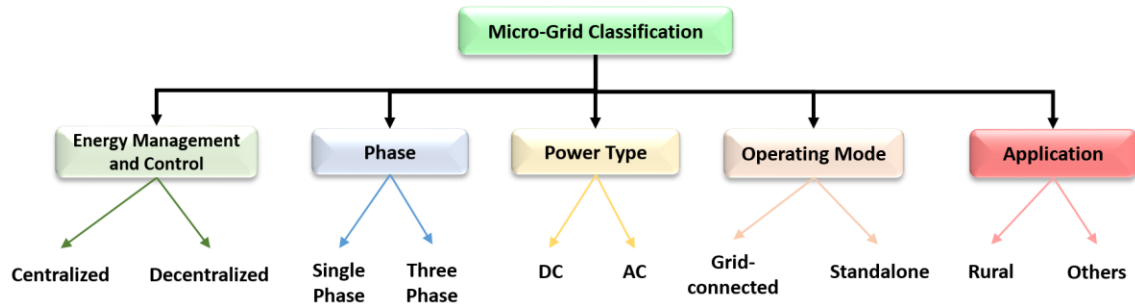 Micro-Grid Classification
Energy Management
and Control
Phase
Power Type
Operating Mode
Application
Centralized
Decentralized
Single
Phase
Three
Phase
DC
AC
Grid-
connected
Standalone
Rural
Others